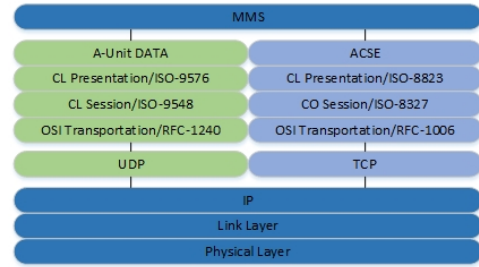 MMS
A-Unit DATA
ACSE
CL Presentation/ISO-9576
CL Presentation/ISO-8823
CL Session/ISO-9548
CO Session/ISO-8327
OSI Transportation/RFC-1240
OSI Transportation/RFC-1006
UDP
TCP
IP
Link Layer
Physical Layer